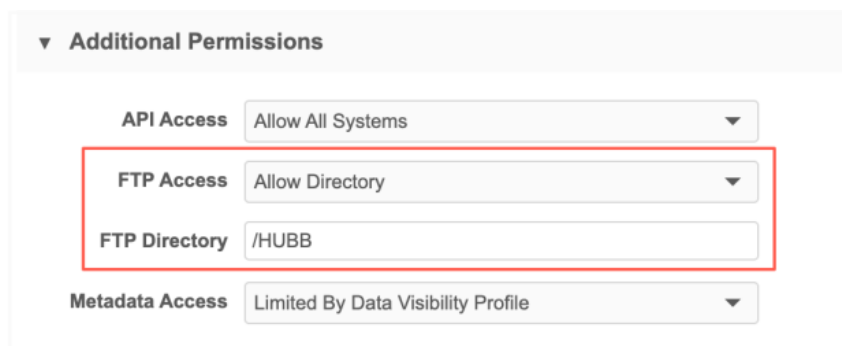 Additional Permissions
API Access Allow All Systems
FTP Access Allow Directory
FTP Directory /HUBB
Metadata Access Limited By Data Visibility Profile